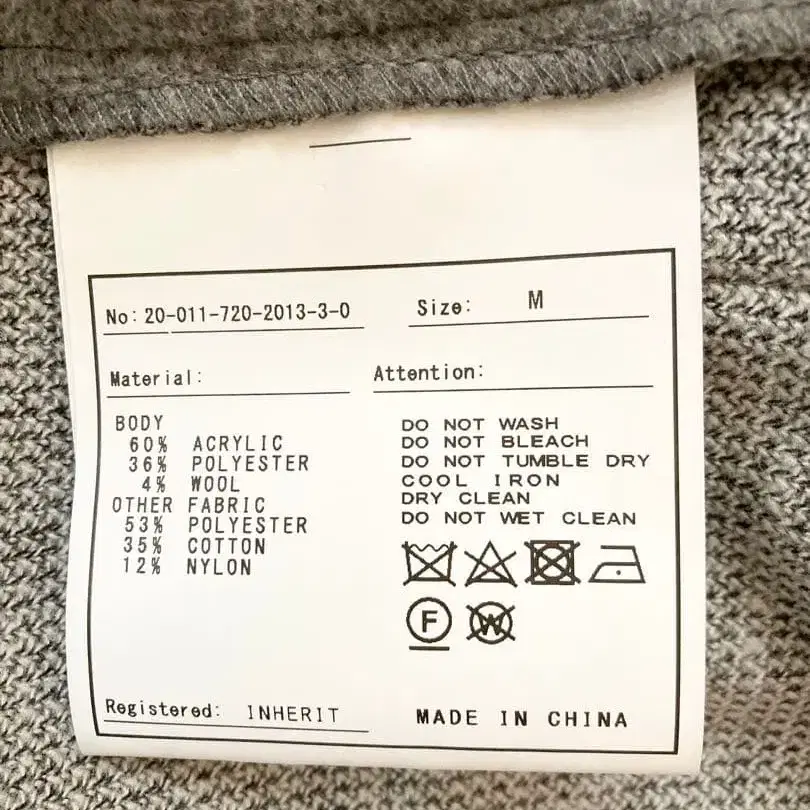 No: 20-011-720-2013-3-0
Size: M
Material:
BODY
60% ACRYLIC
36% POLYESTER
4% WOOL
OTHER FABRIC
53% POLYESTER
35% COTTON
12% NYLON
Attention:
DO NOT WASH
DO NOT BLEACH
DO NOT TUMBLE DRY
COOL IRON
DRY CLEAN
DO NOT WET CLEAN
F W
Registered: INHERIT
MADE IN CHINA